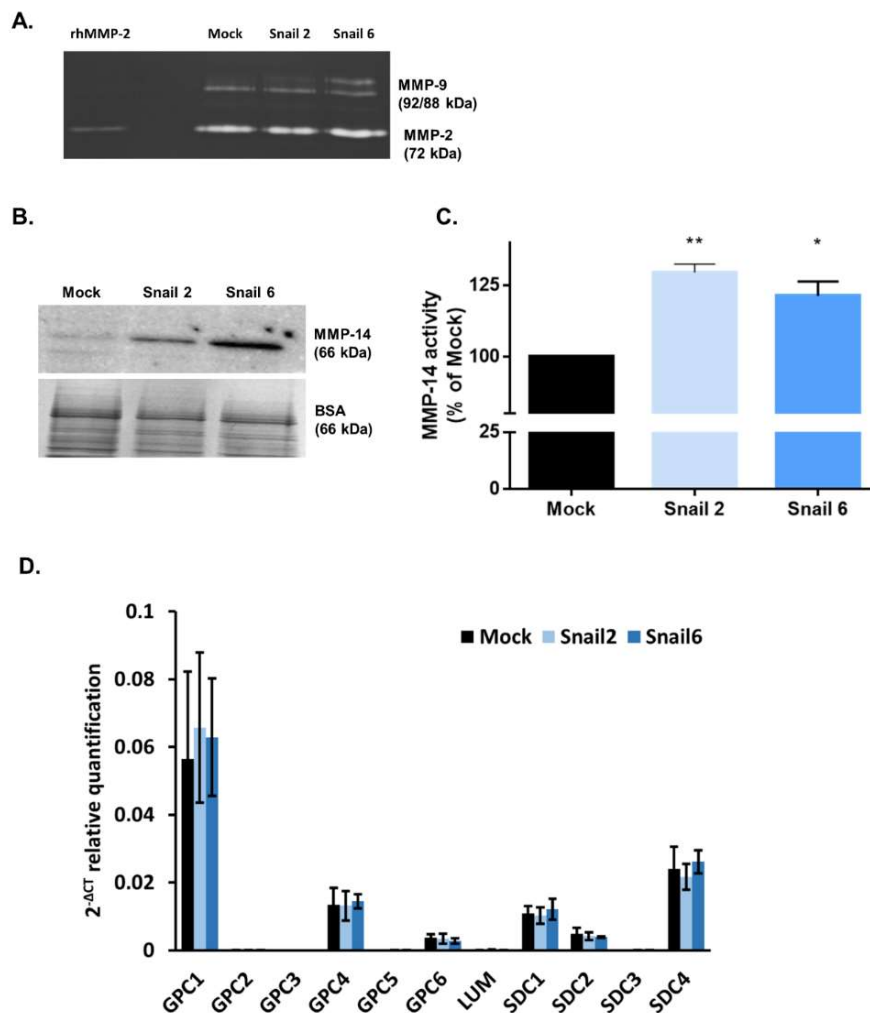 A.
rhMMP-2 Mock Snail 2 Snail 6
MMP-9
(92/88 kDa)
MMP-2
(72 kDa)
B.
Mock Snail 2 Snail 6
MMP-14
(66 kDa)
BSA
(66 kDa)
C.
** *
125
100
25
0
MMP-14 activity
(% of Mock)
Mock Snail 2 Snail 6
D.
0.1
0.08
0.06
0.04
0.02
0
2-ΔCT relative quantification
Mock Snail2 Snail6
GPC1 GPC2 GPC3 GPC4 GPC5 GPC6 LUM SDC1 SDC2 SDC3 SDC4